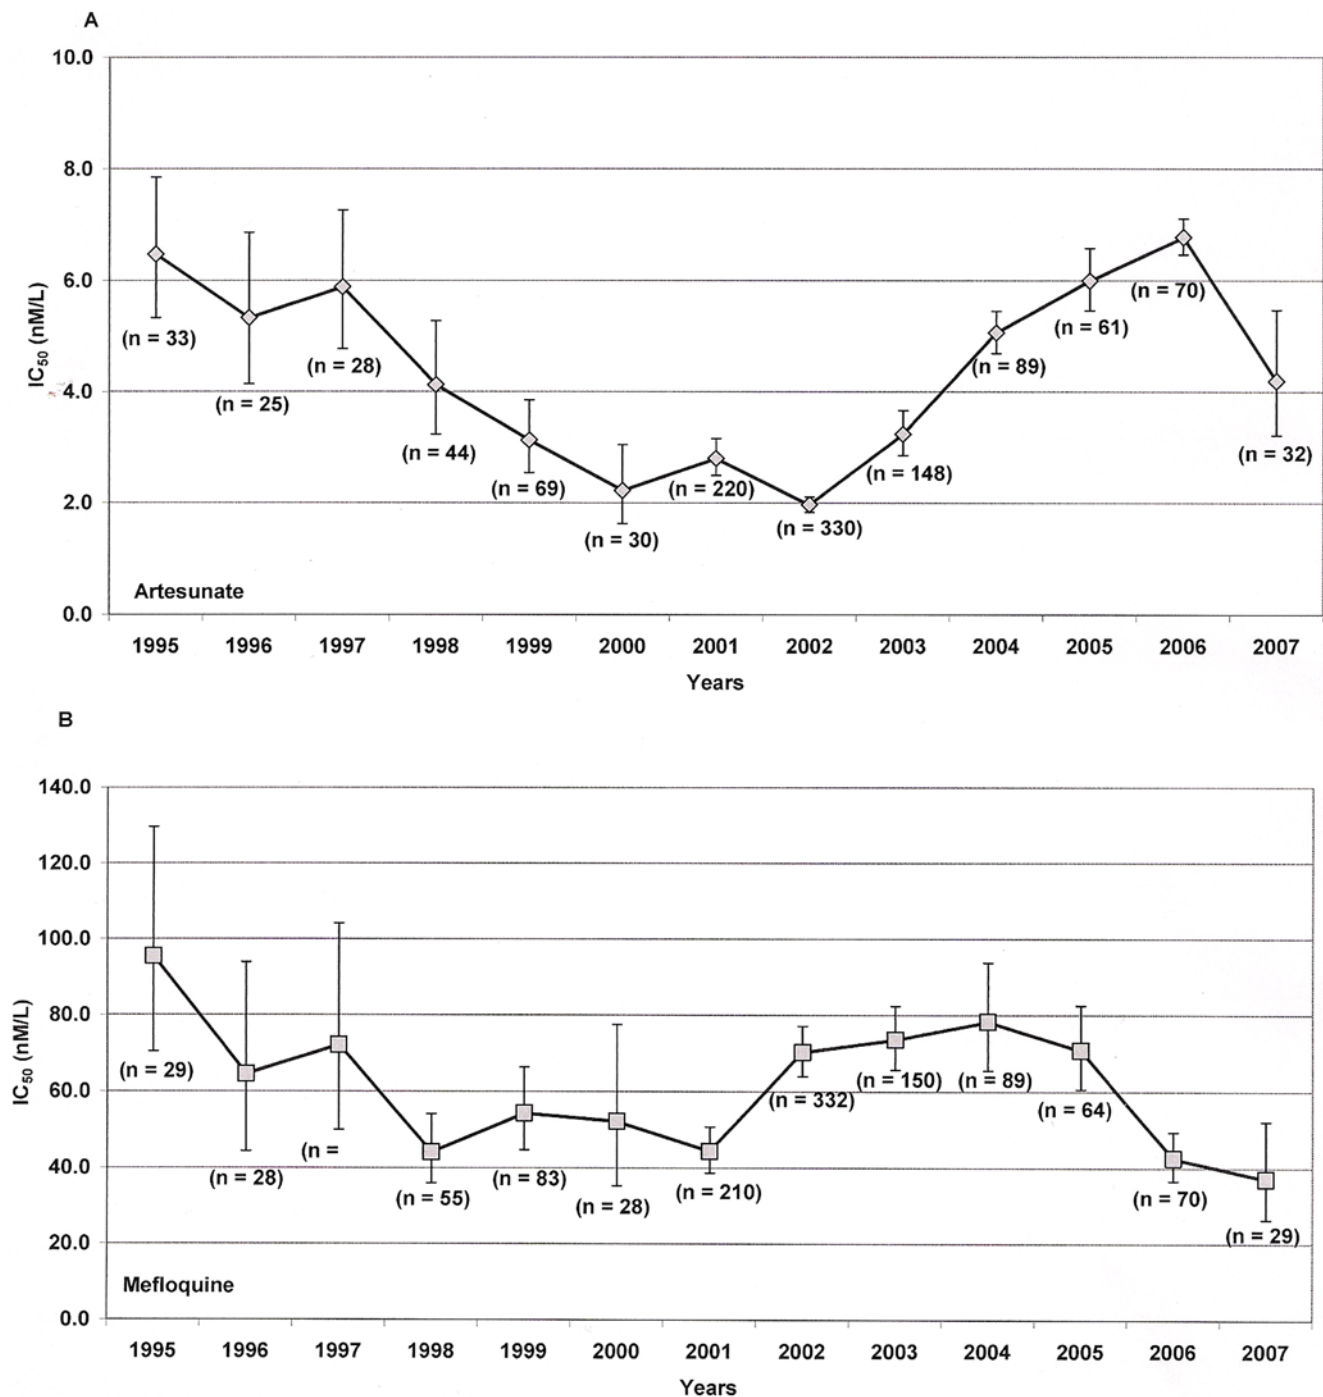 A
10.0
8.0
6.0
4.0
2.0
0.0
IC50 (nM/L)
(n = 33)
(n = 25)
(n = 28)
(n = 44)
(n = 69)
(n = 30)
(n = 220)
(n = 330)
(n = 148)
(n = 89)
(n = 61)
(n = 70)
(n = 32)
Artesunate
1995 1996 1997 1998 1999 2000 2001 2002 2003 2004 2005 2006 2007
Years
B
140.0
120.0
100.0
80.0
60.0
40.0
20.0
0.0
IC50 (nM/L)
(n = 29)
(n = 28)
(n =
(n = 55)
(n = 83)
(n = 28)
(n = 210)
(n = 332)
(n = 150)
(n = 89)
(n = 64)
(n = 70)
(n = 29)
Mefloquine
1995 1996 1997 1998 1999 2000 2001 2002 2003 2004 2005 2006 2007
Years